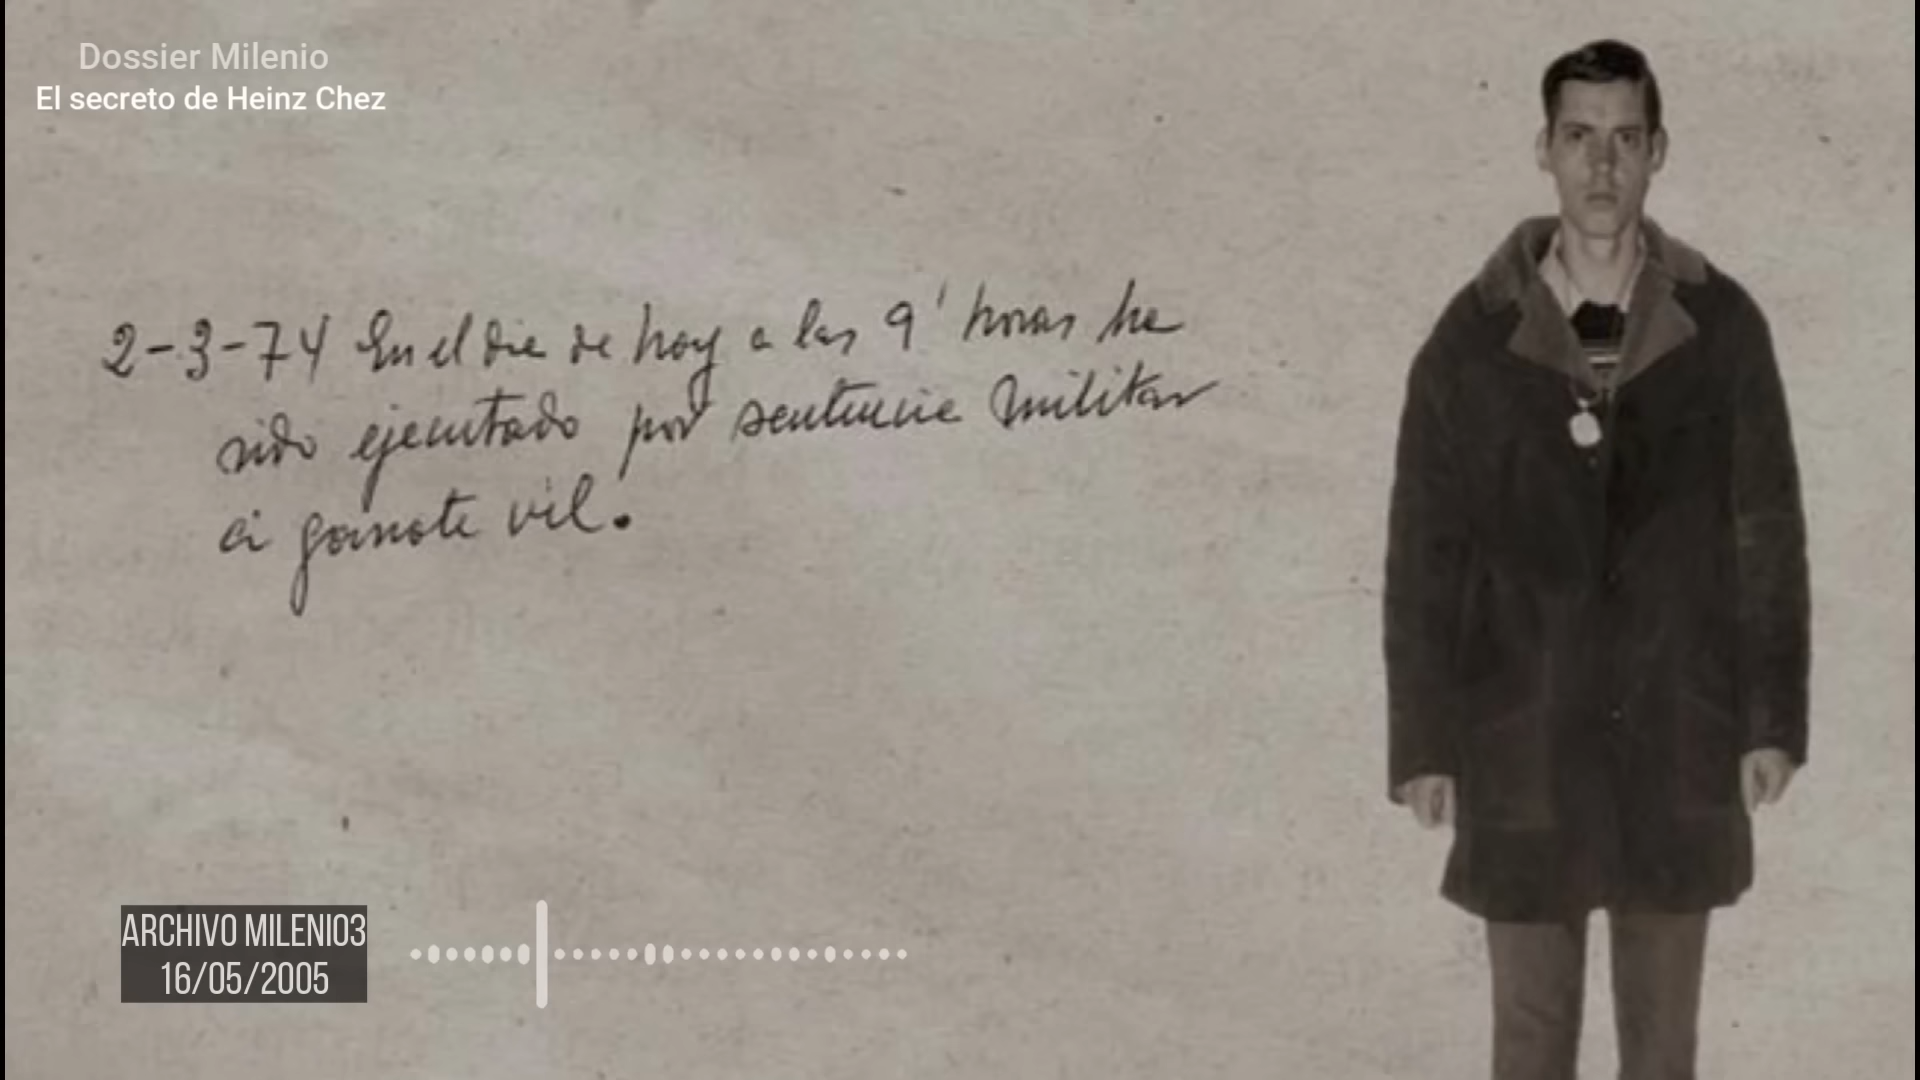 Dossier Milenio
El secreto de Heinz Chez
2-3-74 En el dia de hoy a las 9' horas ha
sido ejecutado por sentencia militar
a garrote vil.
ARCHIVO MILENIO3
16/05/2005